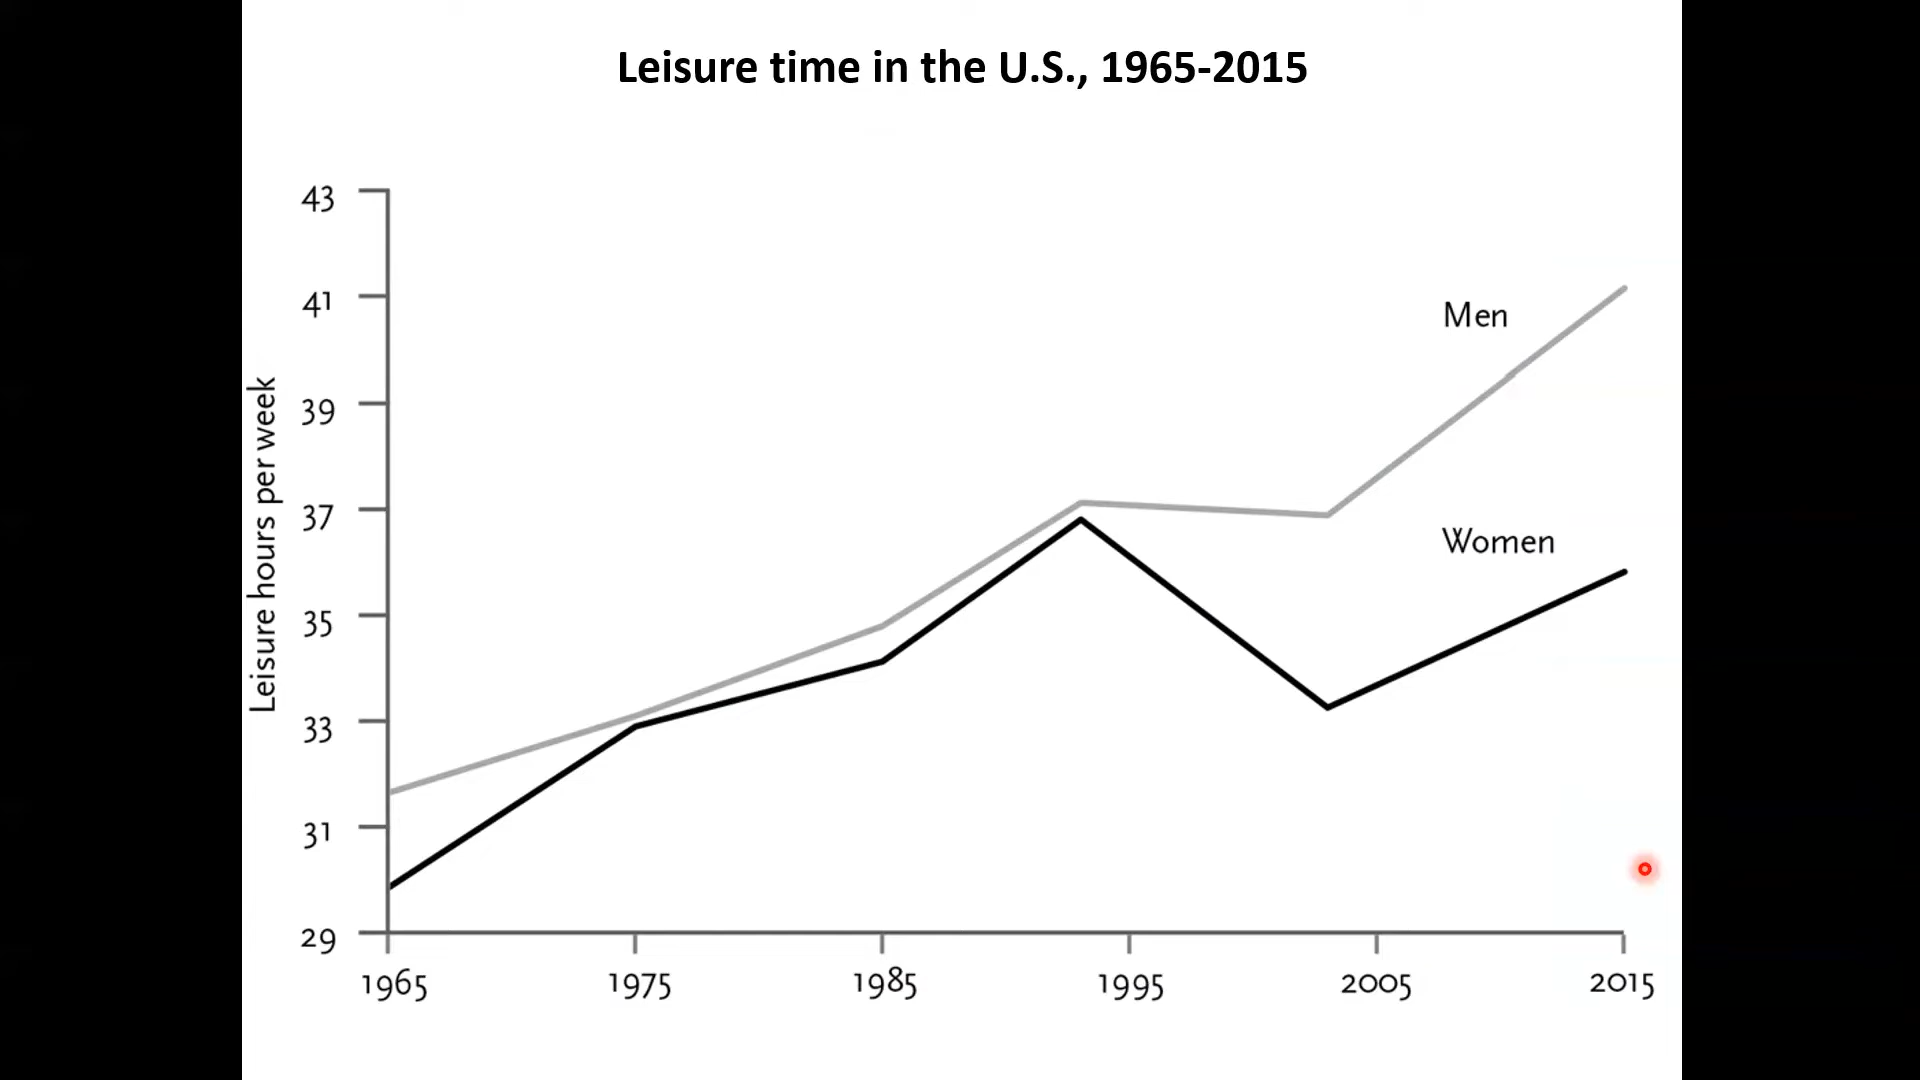 Leisure time in the U.S., 1965-2015
43
41
39
37
35
33
31
29
Leisure hours per week
Men
Women
1965 1975 1985 1995 2005 2015